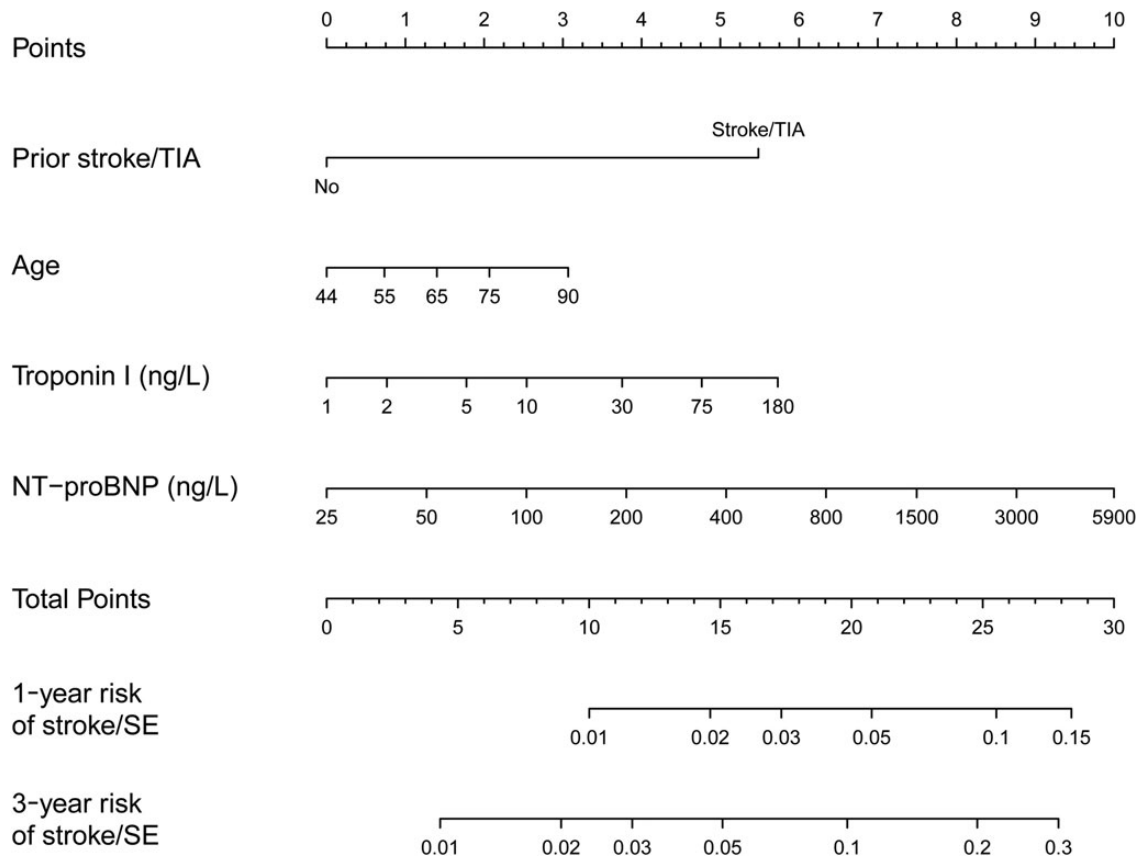 0 1 2 3 4 5 6 7 8 9 10
Points
Stroke/TIA
Prior stroke/TIA
No
Age
44 55 65 75 90
Troponin I (ng/L)
1 2 5 10 30 75 180
NT−proBNP (ng/L)
25 50 100 200 400 800 1500 3000 5900
Total Points
0 5 10 15 20 25 30
1−year risk
of stroke/SE
0.01 0.02 0.03 0.05 0.1 0.15
3−year risk
of stroke/SE
0.01 0.02 0.03 0.05 0.1 0.2 0.3